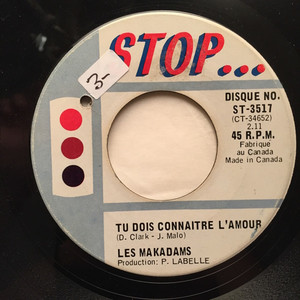 STOP...
3-
DISQUE NO.
ST-3517
(CT-34652)
2.11
45 R.P.M.
Fabrique
au Canada
Made in Canada
TU DOIS CONNAITRE L'AMOUR
(D. Clark - J. Malo)
LES MAKADAMS
Production: P. LABELLE